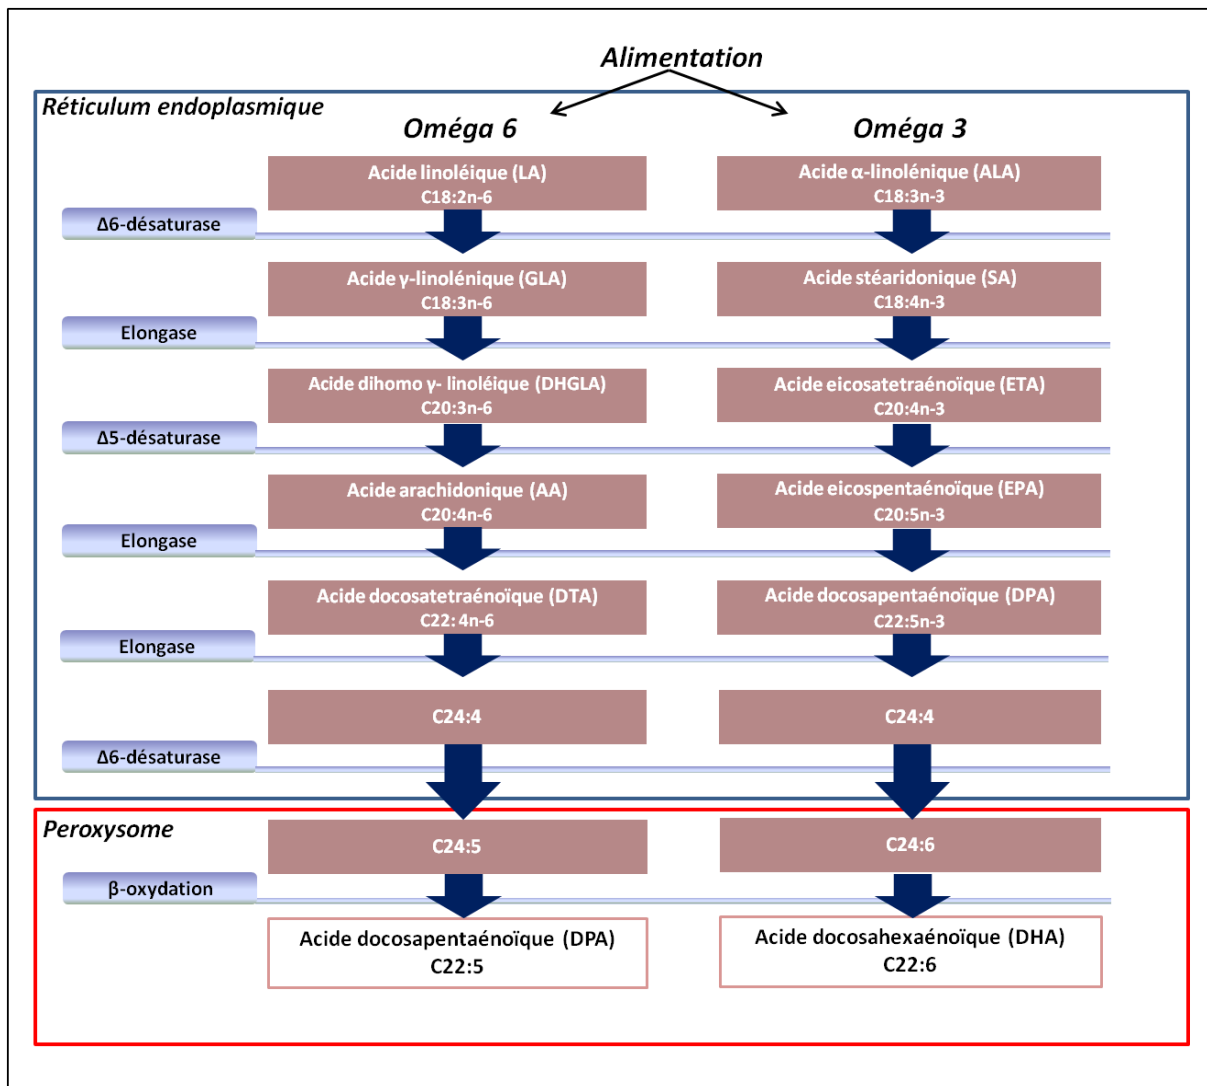 Alimentation
Réticulum endoplasmique
Oméga 6
Oméga 3
Acide linoléique (LA)
C18:2n-6
Acide α-linolénique (ALA)
C18:3n-3
Δ6-désaturase
Acide γ-linolénique (GLA)
C18:3n-6
Acide stéaridonique (SA)
C18:4n-3
Elongase
Acide dihomo γ- linoléique (DHGLA)
C20:3n-6
Acide eicosatetraénoïque (ETA)
C20:4n-3
Δ5-désaturase
Acide arachidonique (AA)
C20:4n-6
Acide eicospentaénoïque (EPA)
C20:5n-3
Elongase
Acide docosatetraénoïque (DTA)
C22: 4n-6
Acide docosapentaénoïque (DPA)
C22:5n-3
Elongase
C24:4
C24:4
Δ6-désaturase
Peroxysome
C24:5
C24:6
β-oxydation
Acide docosapentaénoïque (DPA)
C22:5
Acide docosahexaénoïque (DHA)
C22:6